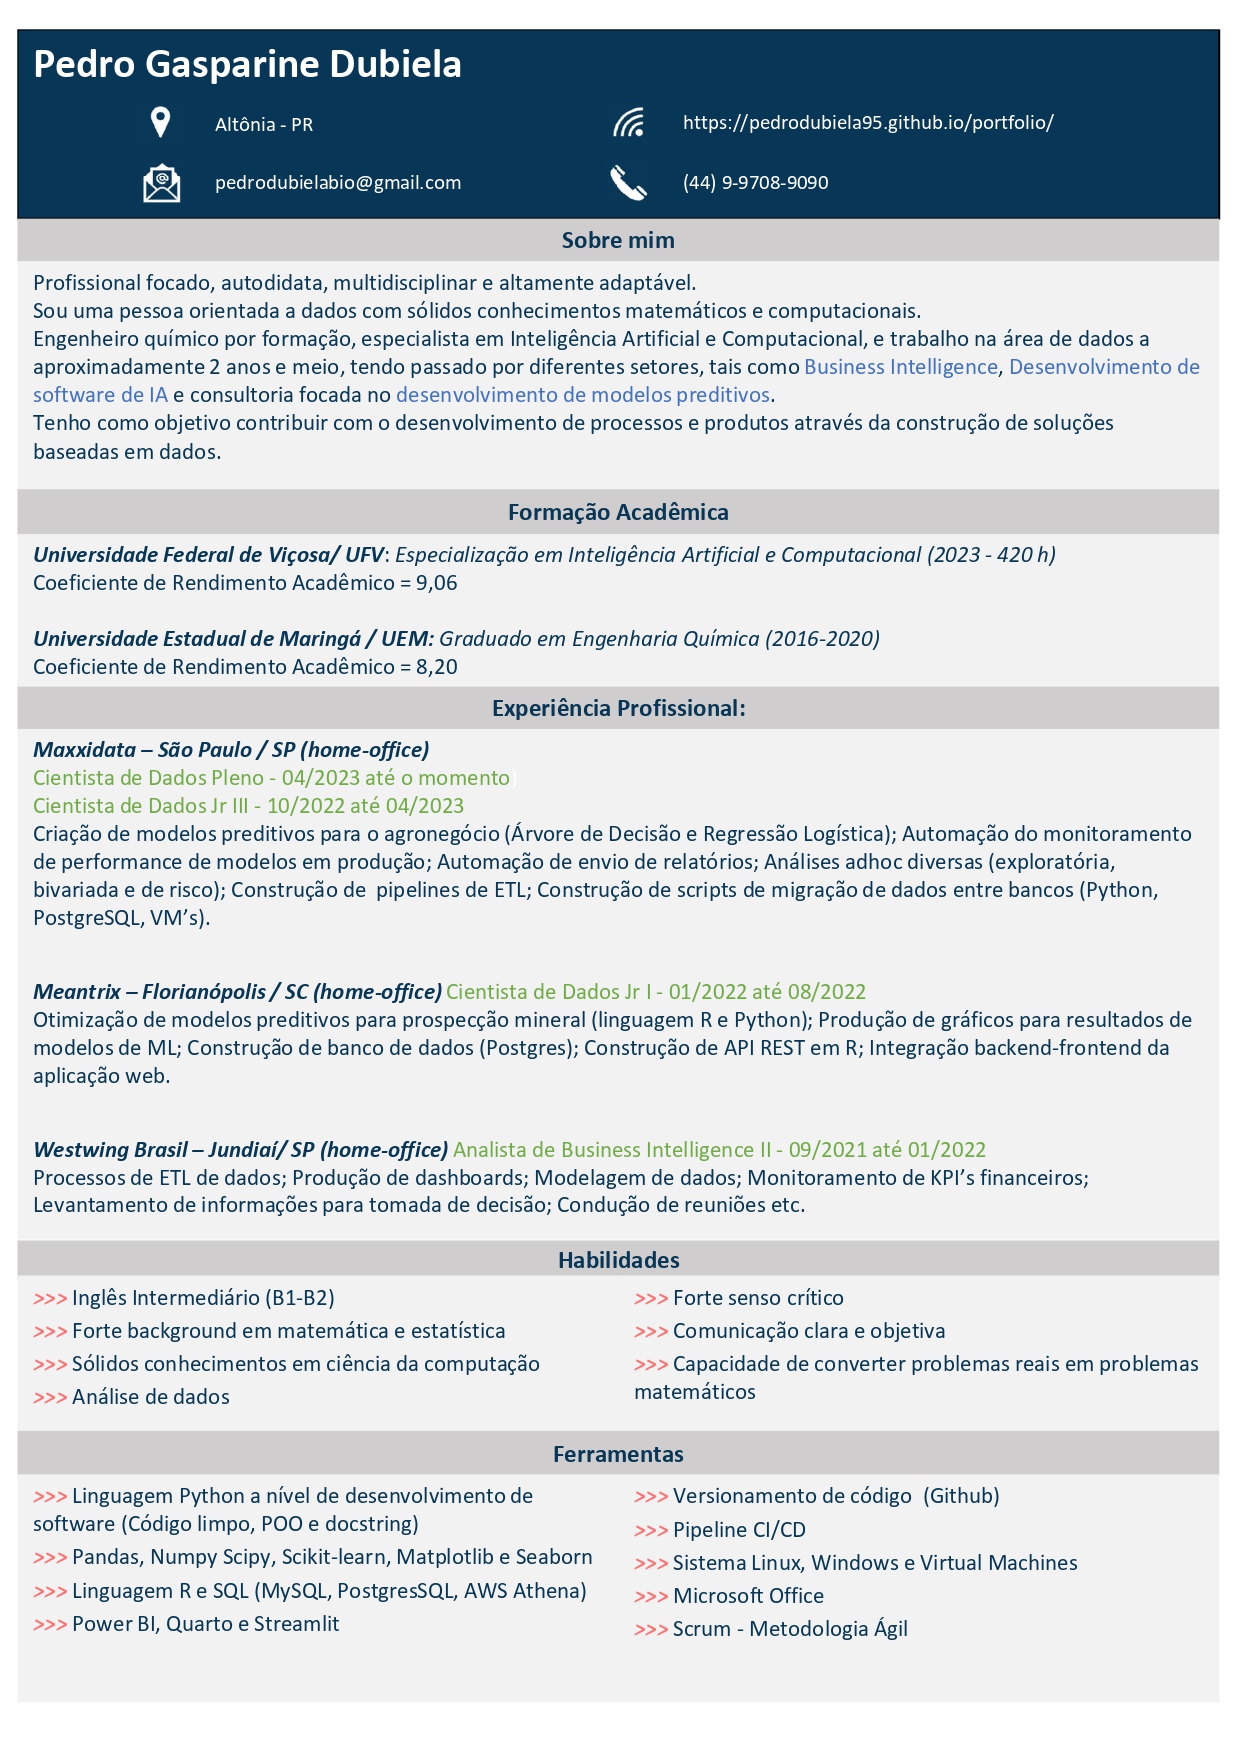 Pedro Gasparine Dubiela
Altônia - PR
https://pedrodubiela95.github.io/portfolio/
pedrodubielabio@gmail.com
(44) 9-9708-9090
Sobre mim
Profissional focado, autodidata, multidisciplinar e altamente adaptável.
Sou uma pessoa orientada a dados com sólidos conhecimentos matemáticos e computacionais.
Engenheiro químico por formação, especialista em Inteligência Artificial e Computacional, e trabalho na área de dados a
aproximadamente 2 anos e meio, tendo passado por diferentes setores, tais como Business Intelligence, Desenvolvimento de
software de IA e consultoria focada no desenvolvimento de modelos preditivos.
Tenho como objetivo contribuir com o desenvolvimento de processos e produtos através da construção de soluções
baseadas em dados.
Formação Acadêmica
Universidade Federal de Viçosa/ UFV: Especialização em Inteligência Artificial e Computacional (2023 - 420 h)
Coeficiente de Rendimento Acadêmico = 9,06
Universidade Estadual de Maringá / UEM: Graduado em Engenharia Química (2016-2020)
Coeficiente de Rendimento Acadêmico = 8,20
Experiência Profissional:
Maxxidata – São Paulo / SP (home-office)
Cientista de Dados Pleno - 04/2023 até o momento)
Cientista de Dados Jr III - 10/2022 até 04/2023
Criação de modelos preditivos para o agronegócio (Árvore de Decisão e Regressão Logística); Automação do monitoramento
de performance de modelos em produção; Automação de envio de relatórios; Análises adhoc diversas (exploratória,
bivariada e de risco); Construção de  pipelines de ETL; Construção de scripts de migração de dados entre bancos (Python,
PostgreSQL, VM’s).
Meantrix – Florianópolis / SC (home-office) Cientista de Dados Jr I - 01/2022 até 08/2022
Otimização de modelos preditivos para prospecção mineral (linguagem R e Python); Produção de gráficos para resultados de
modelos de ML; Construção de banco de dados (Postgres); Construção de API REST em R; Integração backend-frontend da
aplicação web.
Westwing Brasil – Jundiaí/ SP (home-office) Analista de Business Intelligence II - 09/2021 até 01/2022
Processos de ETL de dados; Produção de dashboards; Modelagem de dados; Monitoramento de KPI’s financeiros;
Levantamento de informações para tomada de decisão; Condução de reuniões etc.
Habilidades
>>> Inglês Intermediário (B1-B2)
>>> Forte background em matemática e estatística
>>> Sólidos conhecimentos em ciência da computação
>>> Análise de dados
>>> Forte senso crítico
>>> Comunicação clara e objetiva
>>> Capacidade de converter problemas reais em problemas
matemáticos
Ferramentas
>>> Linguagem Python a nível de desenvolvimento de
software (Código limpo, POO e docstring)
>>> Pandas, Numpy Scipy, Scikit-learn, Matplotlib e Seaborn
>>> Linguagem R e SQL (MySQL, PostgresSQL, AWS Athena)
>>> Power BI, Quarto e Streamlit
>>> Versionamento de código  (Github)
>>> Pipeline CI/CD
>>> Sistema Linux, Windows e Virtual Machines
>>> Microsoft Office
>>> Scrum - Metodologia Ágil